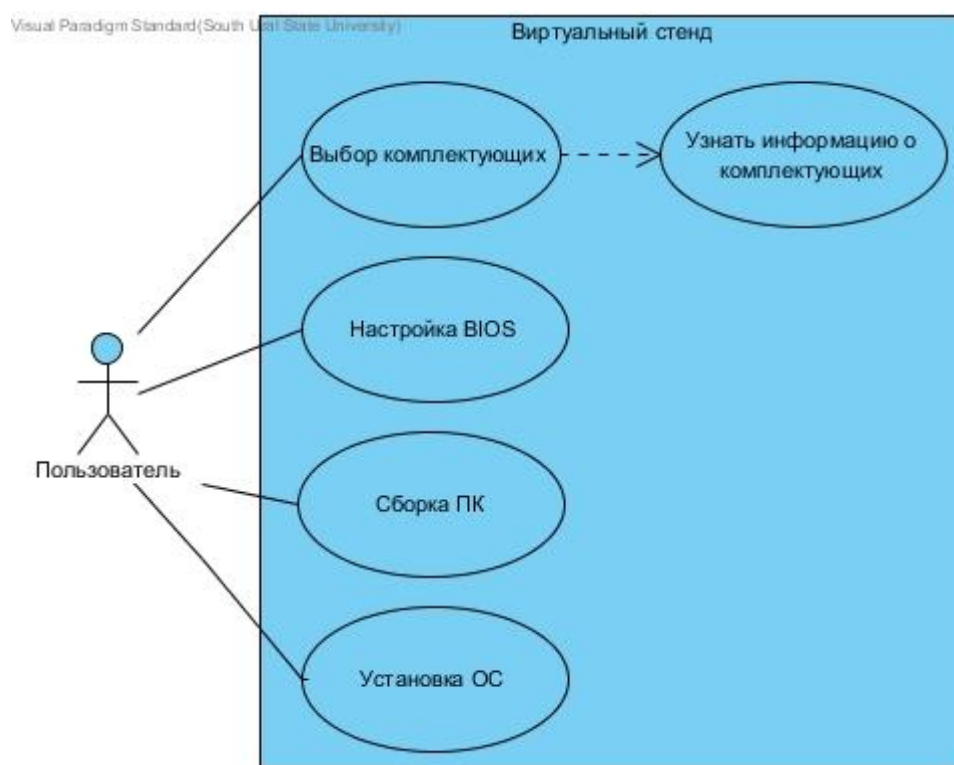 Visual Paradigm Standard(South Ural State University)
Виртуальный стенд
Выбор комплектующих
Узнать информацию о
комплектующих
Настройка BIOS
Пользователь
Сборка ПК
Установка ОС